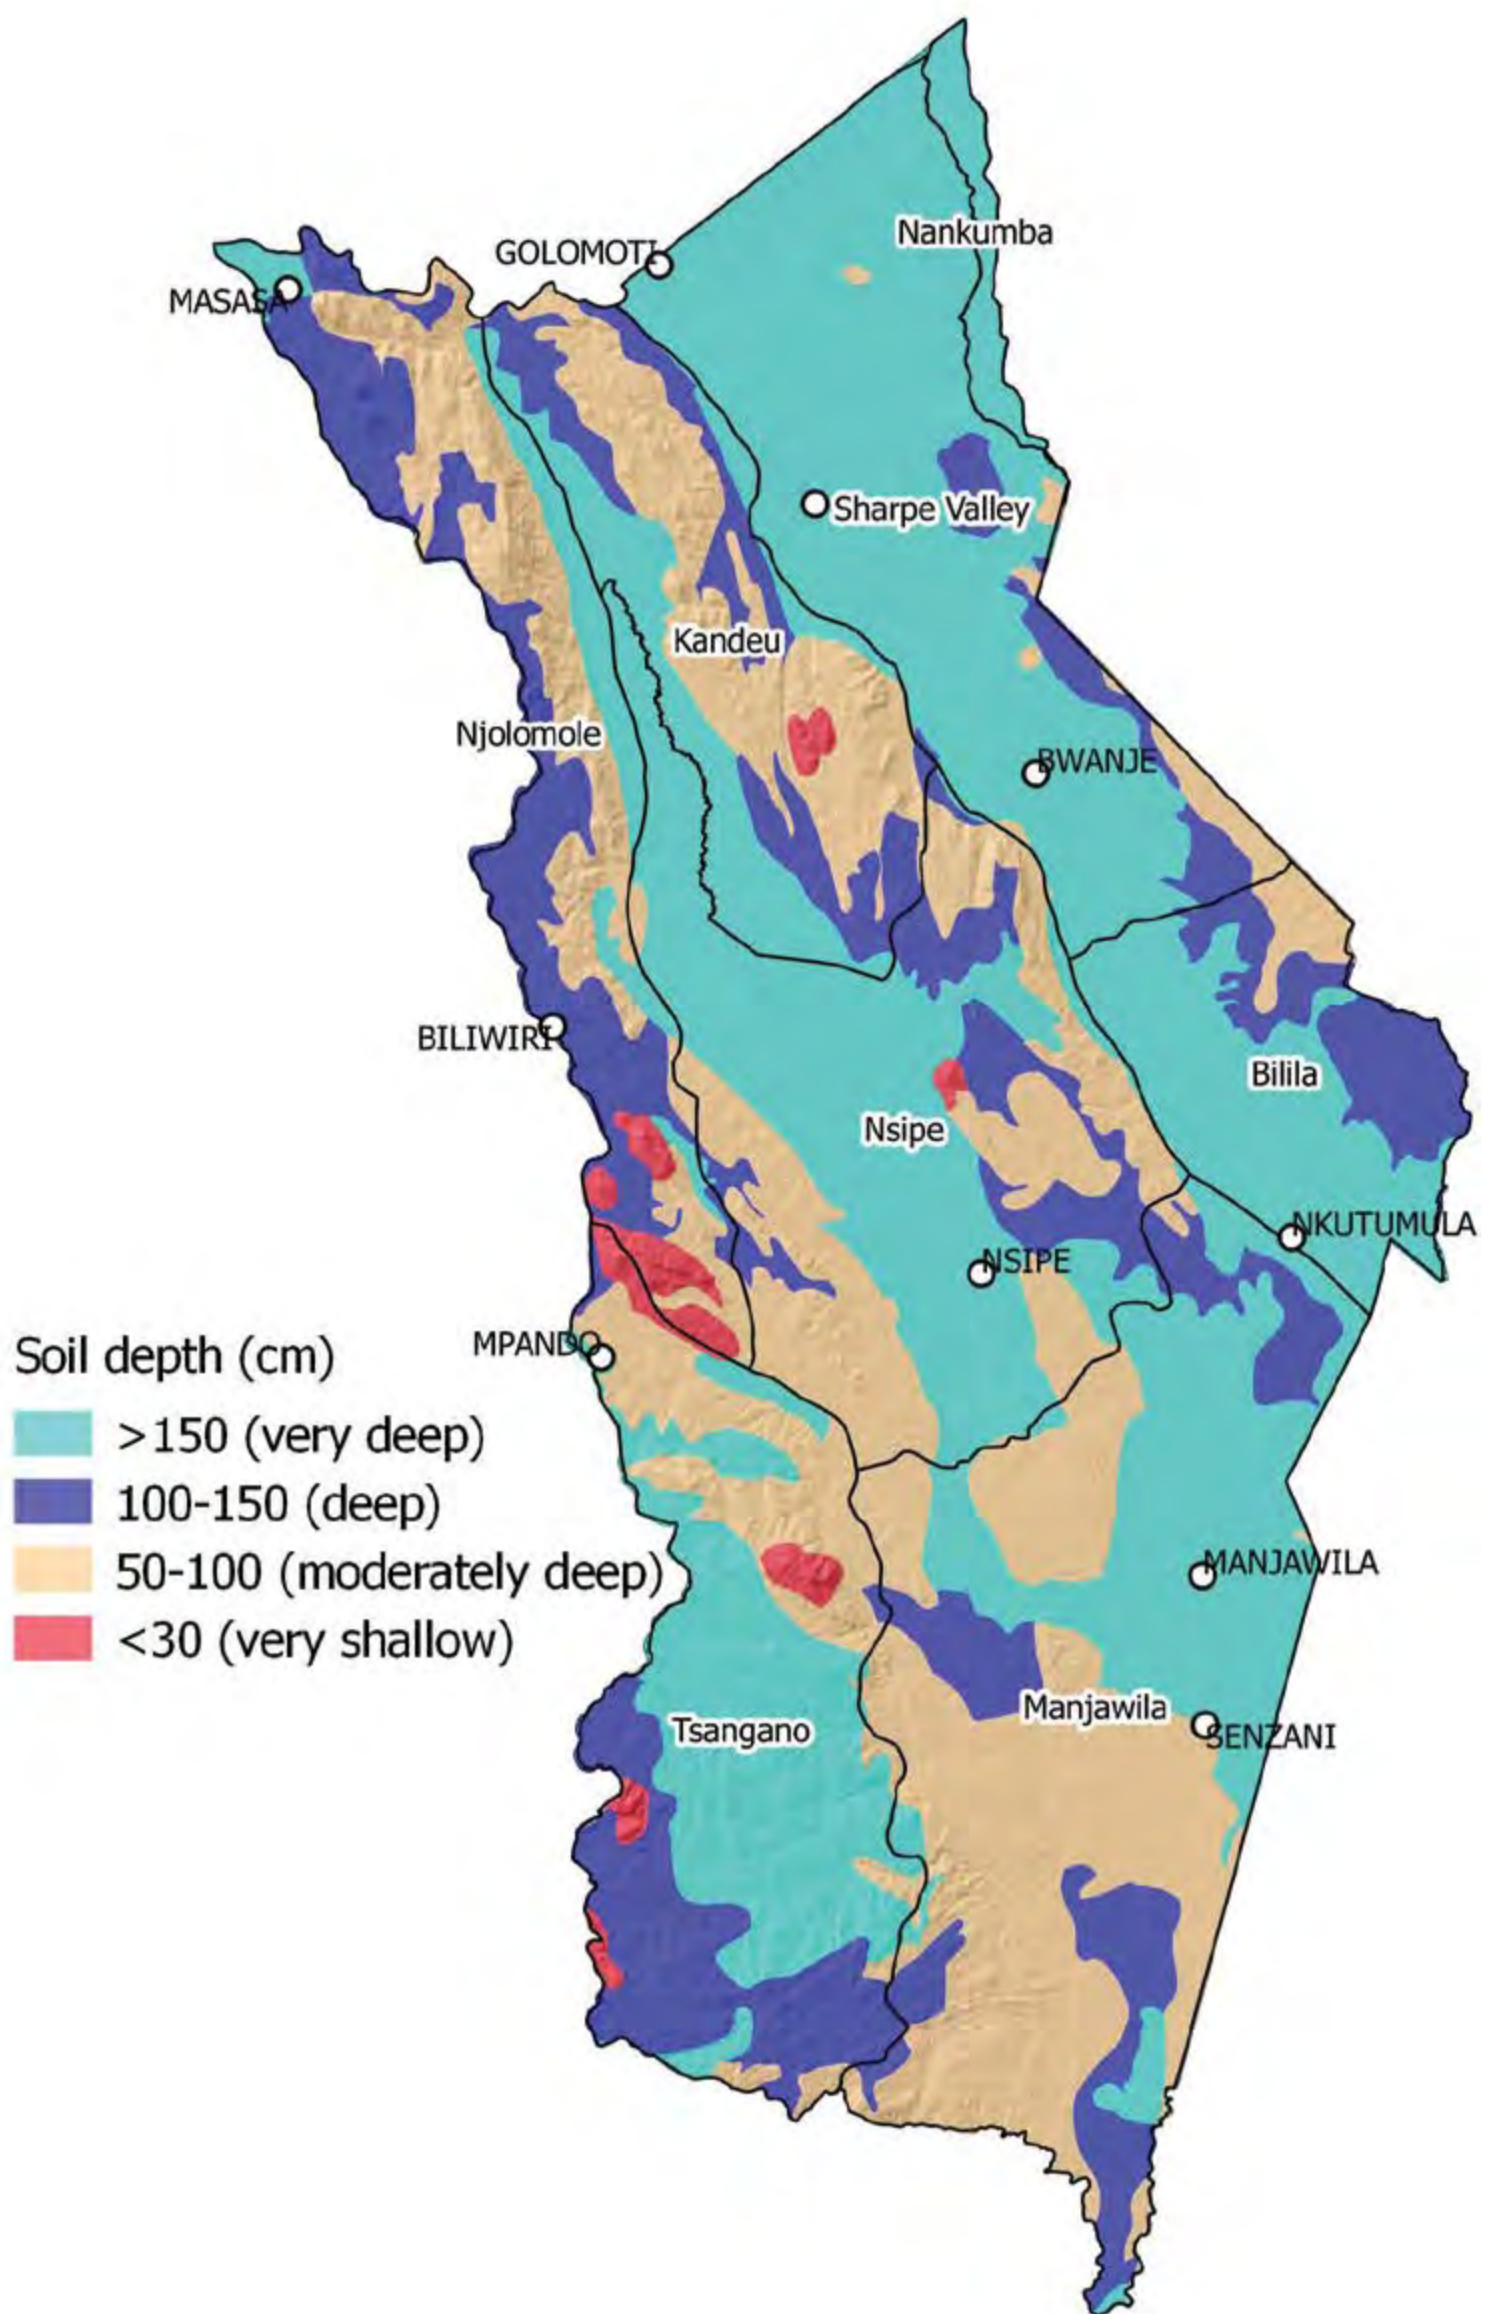 Nankumba
GOLOMOTI
MASASA
Sharpe Valley
Kandeu
Njolomole
BWANJE
BILIWIRI
Bilila
Nsipe
NKUTUMULA
NSIPE
MPANDO
Soil depth (cm)
>150 (very deep)
100-150 (deep)
50-100 (moderately deep)
<30 (very shallow)
MANJAWILA
Manjawila
Tsangano
SENZANI